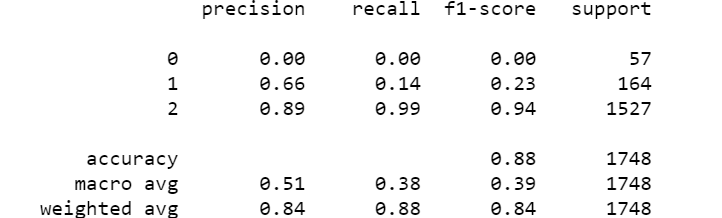 precision recall f1-score support
0 0.00 0.00 0.00 57
1 0.66 0.14 0.23 164
2 0.89 0.99 0.94 1527
accuracy 0.88 1748
macro avg 0.51 0.38 0.39 1748
weighted avg 0.84 0.88 0.84 1748